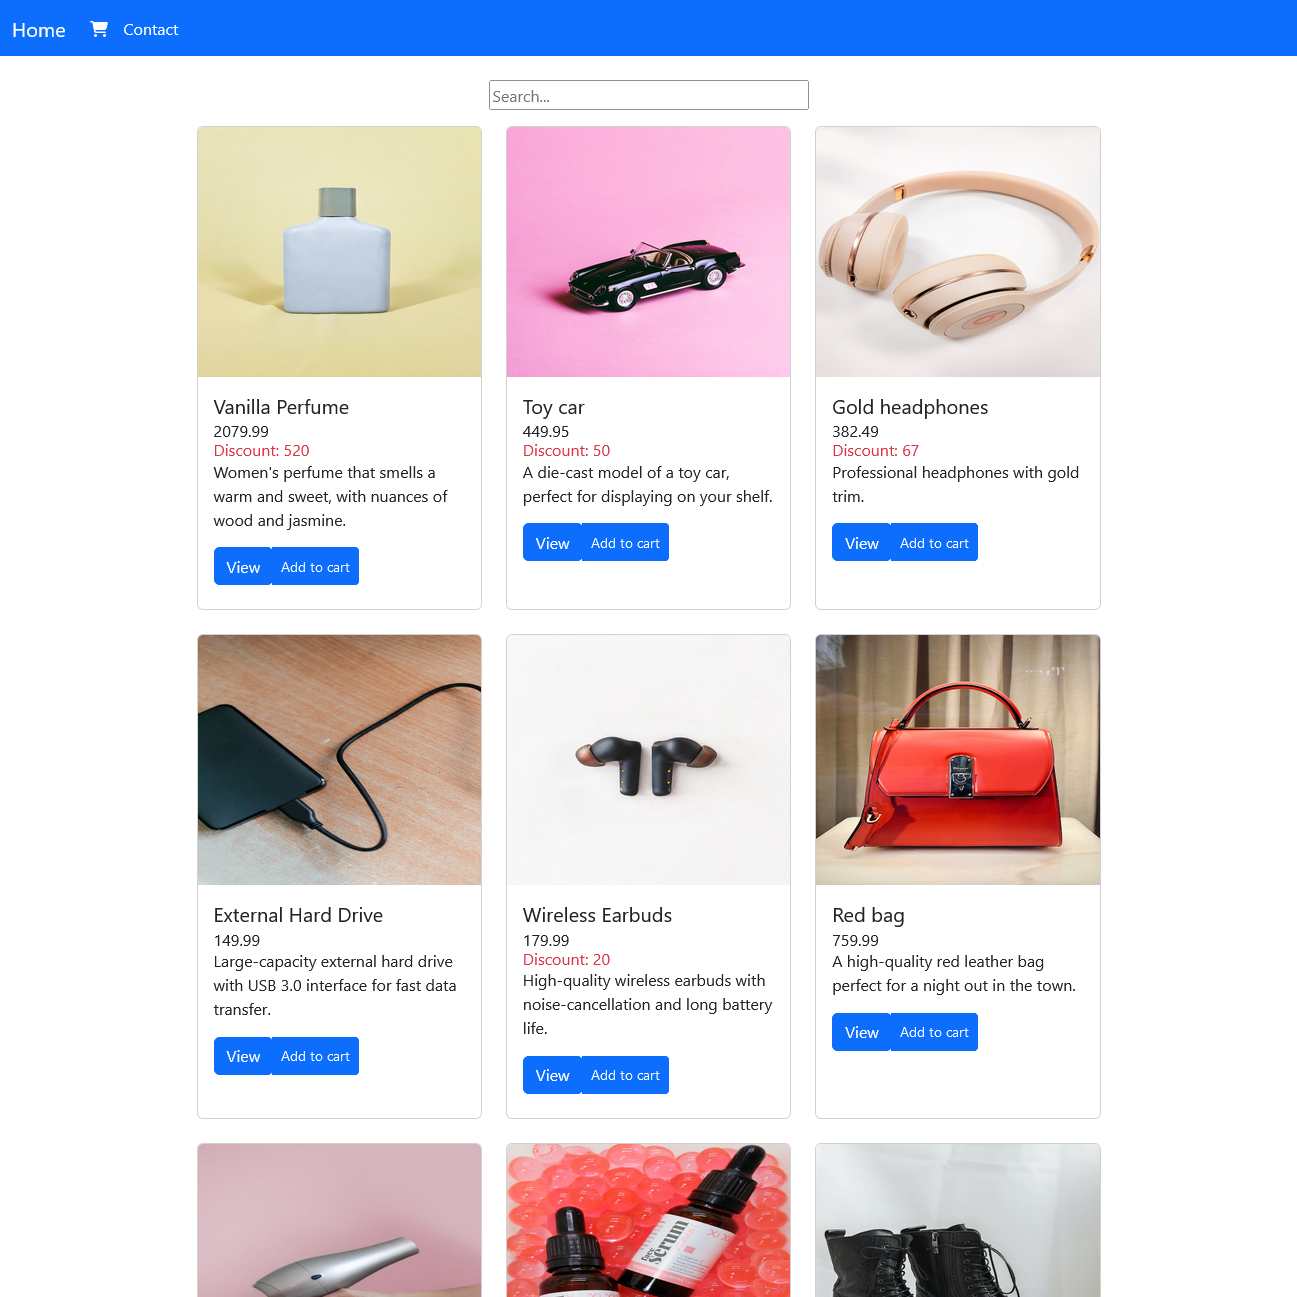 Home
Contact
Search...
Vanilla Perfume
2079.99
Discount: 520
Women's perfume that smells a
warm and sweet, with nuances of
wood and jasmine.
View
Add to cart
Toy car
449.95
Discount: 50
A die-cast model of a toy car,
perfect for displaying on your shelf.
View
Add to cart
Gold headphones
382.49
Discount: 67
Professional headphones with gold
trim.
View
Add to cart
External Hard Drive
149.99
Large-capacity external hard drive
with USB 3.0 interface for fast data
transfer.
View
Add to cart
Wireless Earbuds
179.99
Discount: 20
High-quality wireless earbuds with
noise-cancellation and long battery
life.
View
Add to cart
Red bag
759.99
A high-quality red leather bag
perfect for a night out in the town.
View
Add to cart
face
serum